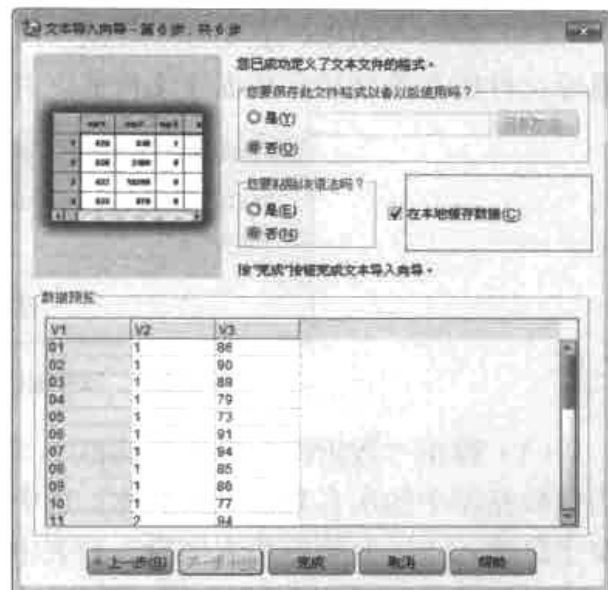 文本导入向导 - 第 6 步，共 6 步
您已成功定义了文本文件的格式。
您要保存此文件格式以备以后使用吗？
是(Y)
否(O)
您要粘贴该语法吗？
是(E)
否(N)
在本地缓存数据(C)
按“完成”按钮完成文本导入向导。
数据预览
V1 V2 V3
01 1 86
02 1 90
03 1 88
04 1 79
05 1 73
06 1 91
07 1 94
08 1 85
09 1 86
10 1 77
11 2 94
上一步(B) 完成 取消 帮助